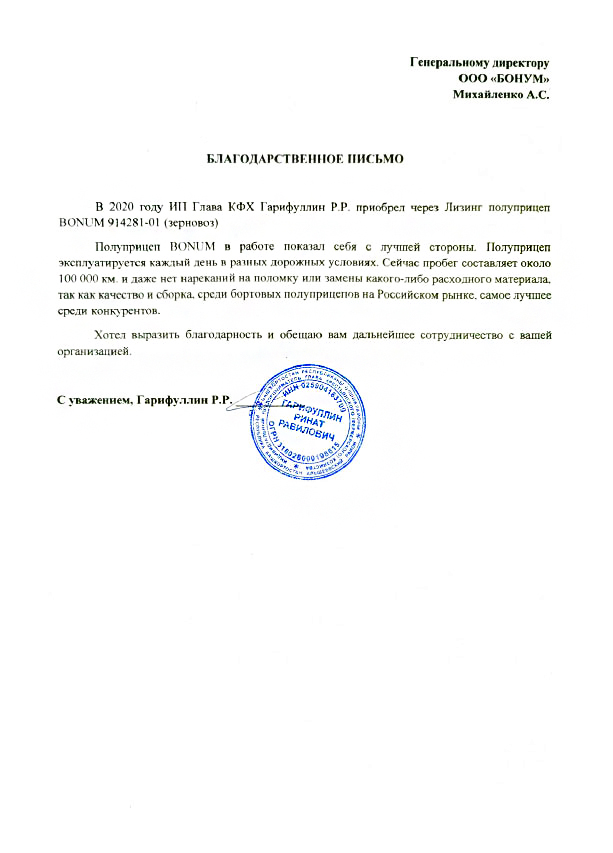 Генеральному директору
ООО «БОНУМ»
Михайленко А.С.
БЛАГОДАРСТВЕННОЕ ПИСЬМО
В 2020 году ИП Глава КФХ Гарифуллин Р.Р. приобрел через Лизинг полуприцеп
BONUM 914281-01 (зерновоз)
Полуприцеп BONUM в работе показал себя с лучшей стороны. Полуприцеп
эксплуатируется каждый день в разных дорожных условиях. Сейчас пробег составляет около
100 000 км. и даже нет нареканий на поломку или замены какого-либо расходного материала,
так как качество и сборка, среди бортовых полуприцепов на Российском рынке, самое лучшее
среди конкурентов.
Хотел выразить благодарность и обещаю вам дальнейшее сотрудничество с вашей
организацией.
С уважением, Гарифуллин Р.Р.
ИНН
ГАРИФУЛЛИН
РИНАТ
РАВИЛОВИЧ
ОГРН